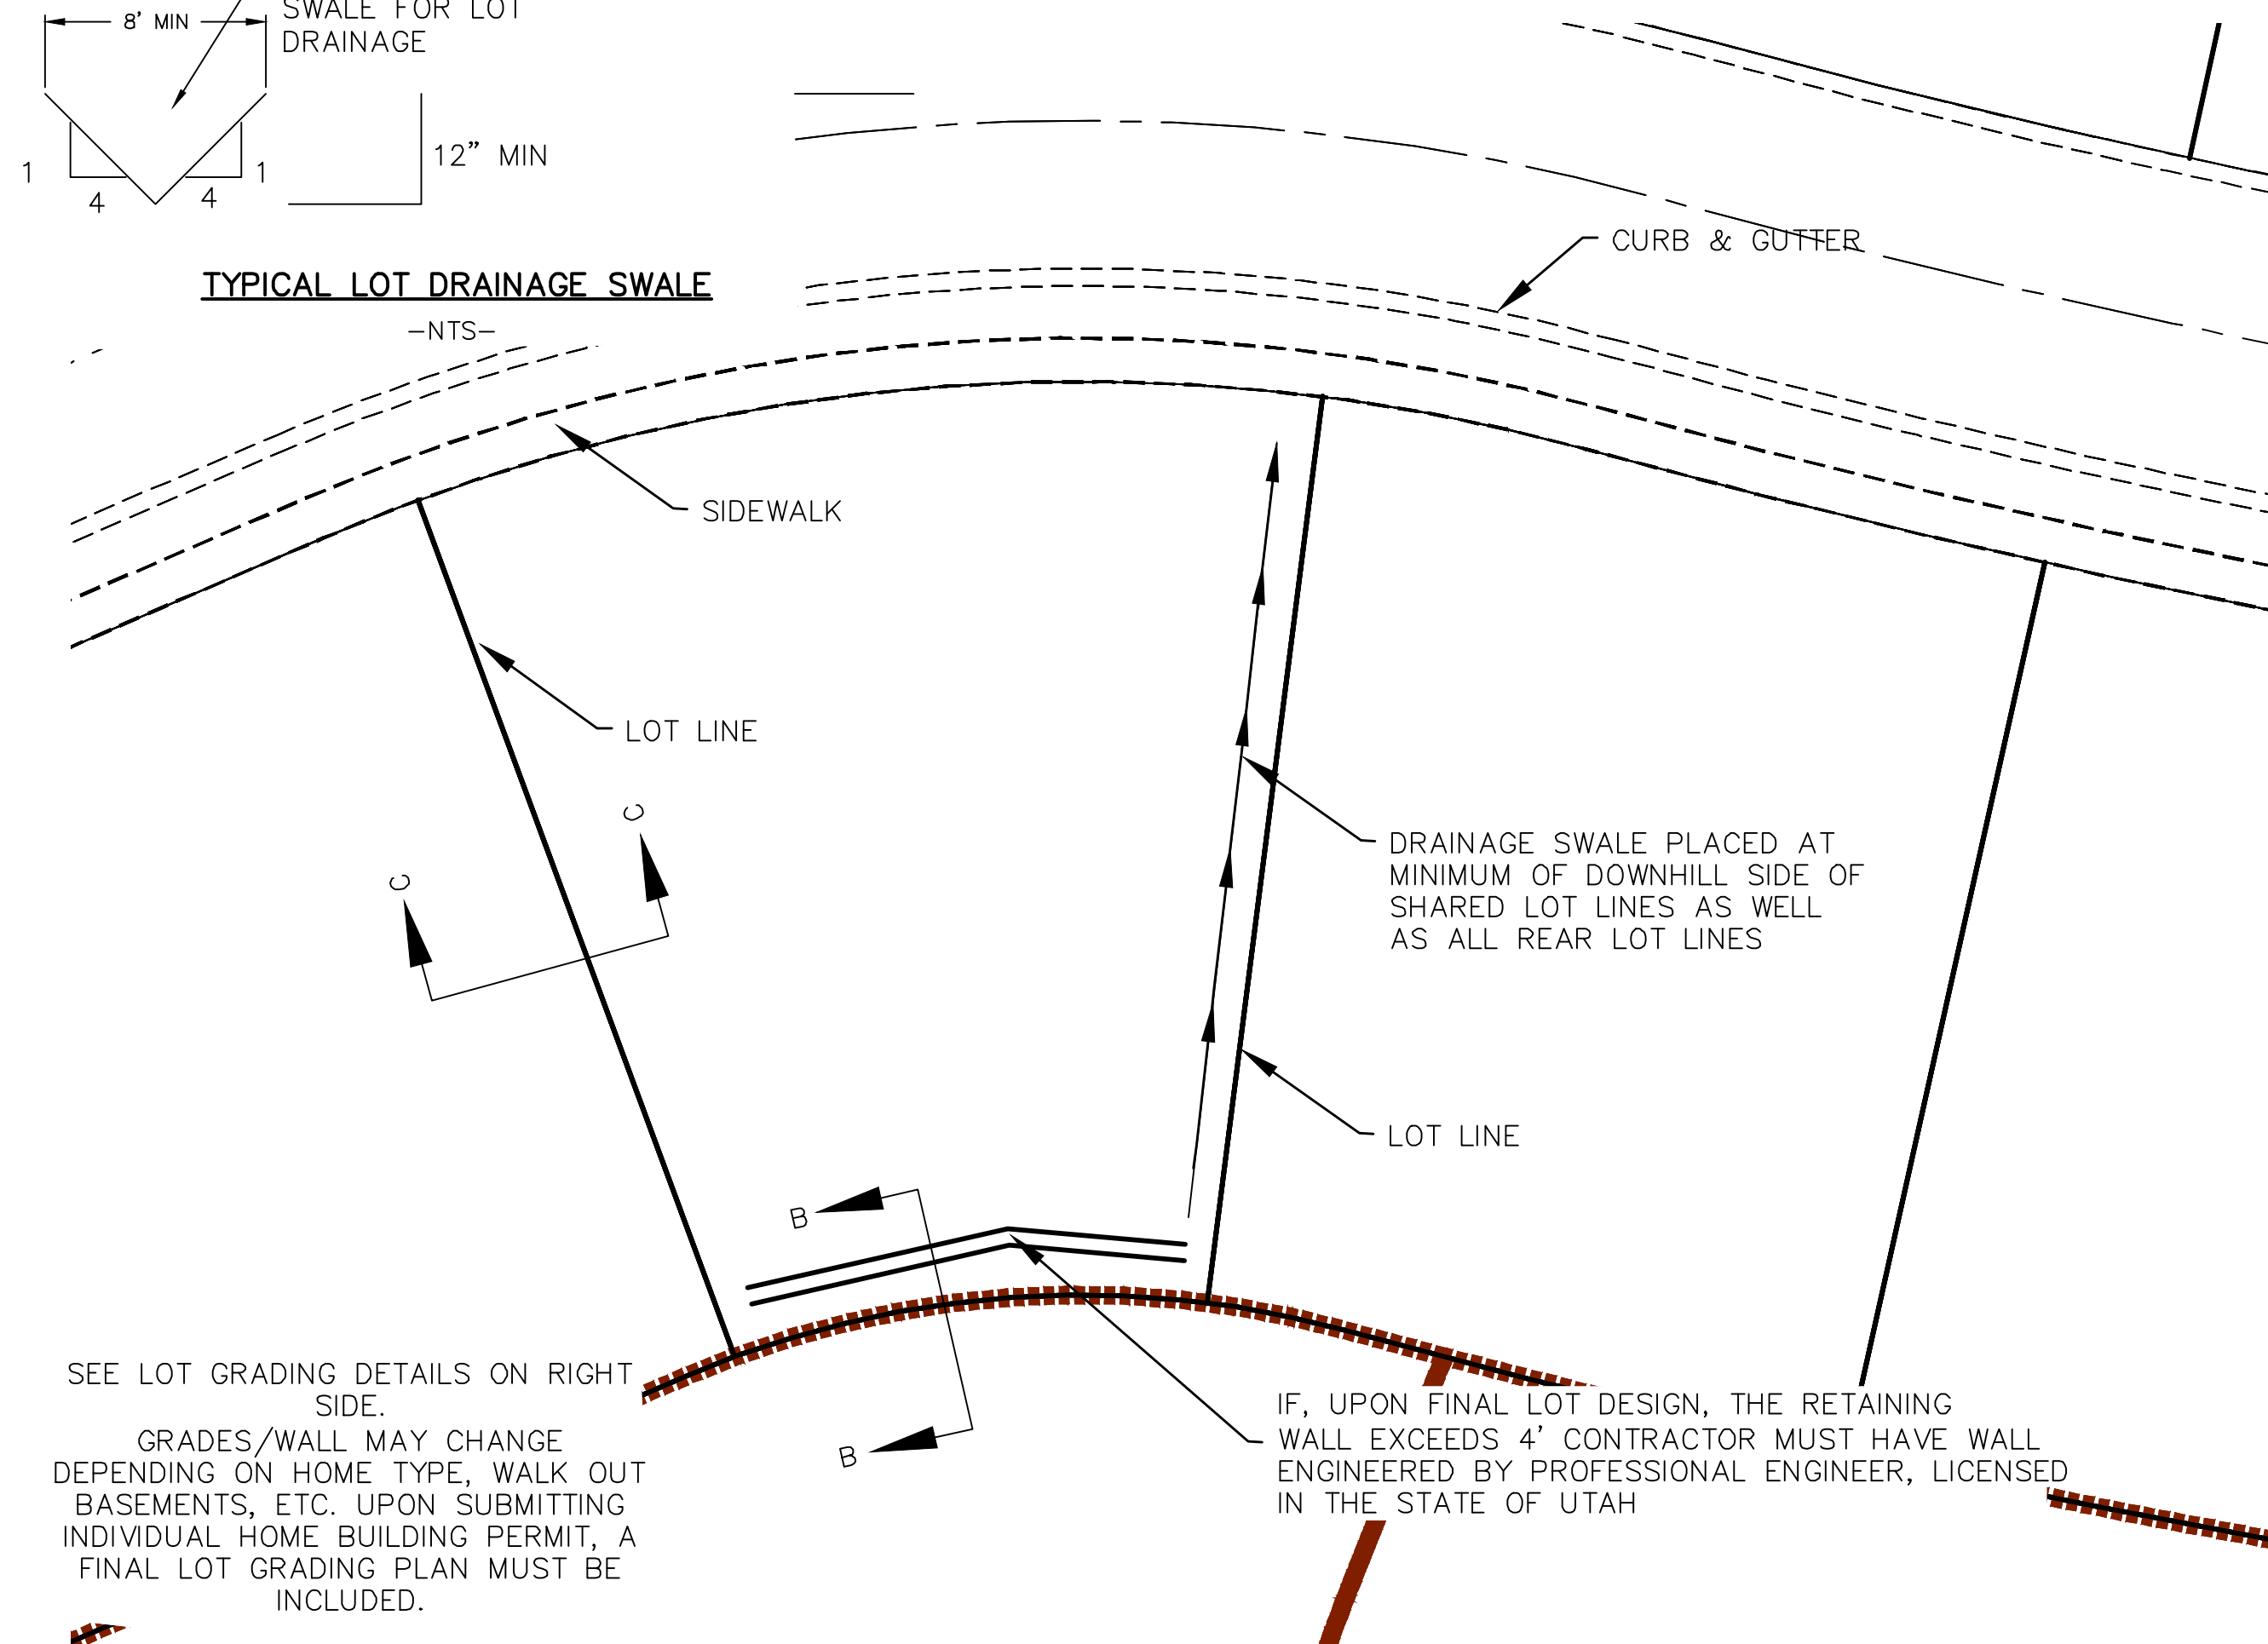 8' MIN
SWALE FOR LOT
DRAINAGE
12" MIN
1
4
4
1
TYPICAL LOT DRAINAGE SWALE
-NTS-
CURB & GUTTER
SIDEWALK
LOT LINE
C
C
DRAINAGE SWALE PLACED AT
MINIMUM OF DOWNHILL SIDE OF
SHARED LOT LINES AS WELL
AS ALL REAR LOT LINES
LOT LINE
B
B
SEE LOT GRADING DETAILS ON RIGHT
SIDE.
GRADES/WALL MAY CHANGE
DEPENDING ON HOME TYPE, WALK OUT
BASEMENTS, ETC. UPON SUBMITTING
INDIVIDUAL HOME BUILDING PERMIT, A
FINAL LOT GRADING PLAN MUST BE
INCLUDED.
IF, UPON FINAL LOT DESIGN, THE RETAINING
WALL EXCEEDS 4' CONTRACTOR MUST HAVE WALL
ENGINEERED BY PROFESSIONAL ENGINEER, LICENSED
IN THE STATE OF UTAH